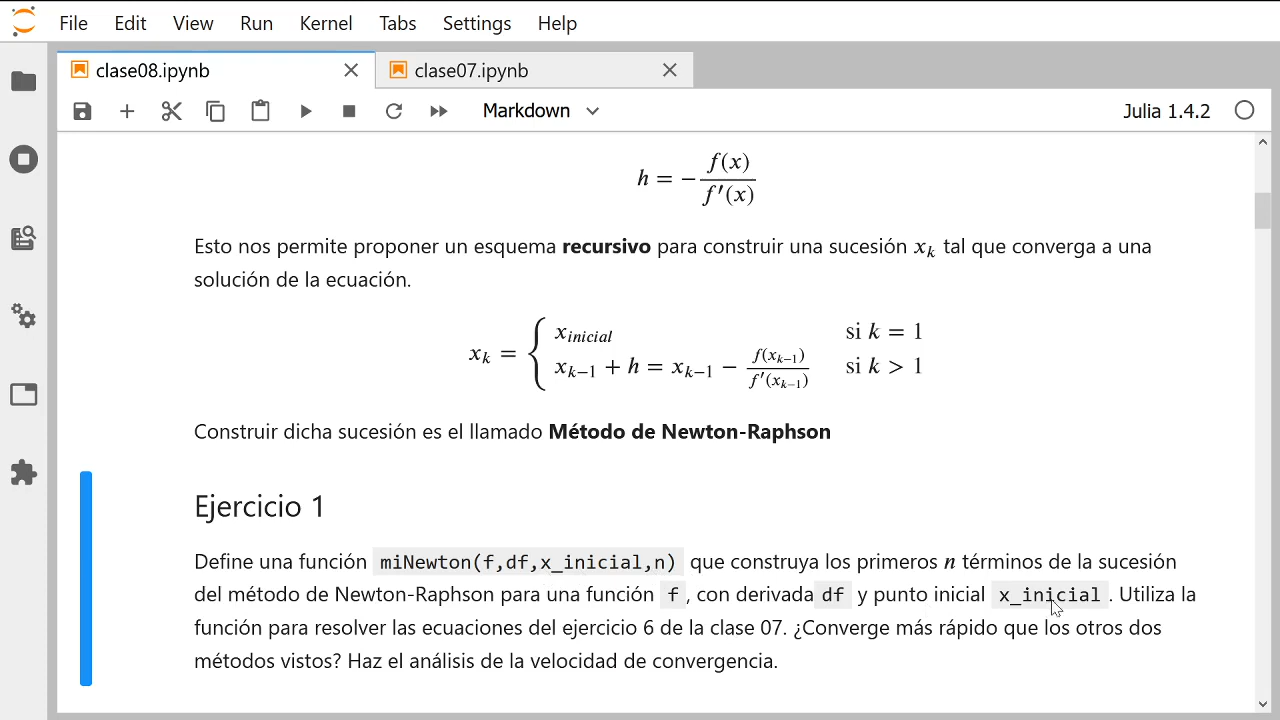 File Edit View Run Kernel Tabs Settings Help
clase08.ipynb clase07.ipynb
Markdown Julia 1.4.2
h = − f(x) / f′(x)
Esto nos permite proponer un esquema recursivo para construir una sucesión x_k tal que converga a una
solución de la ecuación.
x_k = { x_inicial si k = 1
x_{k−1} + h = x_{k−1} − f(x_{k−1}) / f′(x_{k−1}) si k > 1
Construir dicha sucesión es el llamado Método de Newton-Raphson
Ejercicio 1
Define una función miNewton(f,df,x_inicial,n) que construya los primeros n términos de la sucesión
del método de Newton-Raphson para una función f, con derivada df y punto inicial x_inicial. Utiliza la
función para resolver las ecuaciones del ejercicio 6 de la clase 07. ¿Converge más rápido que los otros dos
métodos vistos? Haz el análisis de la velocidad de convergencia.